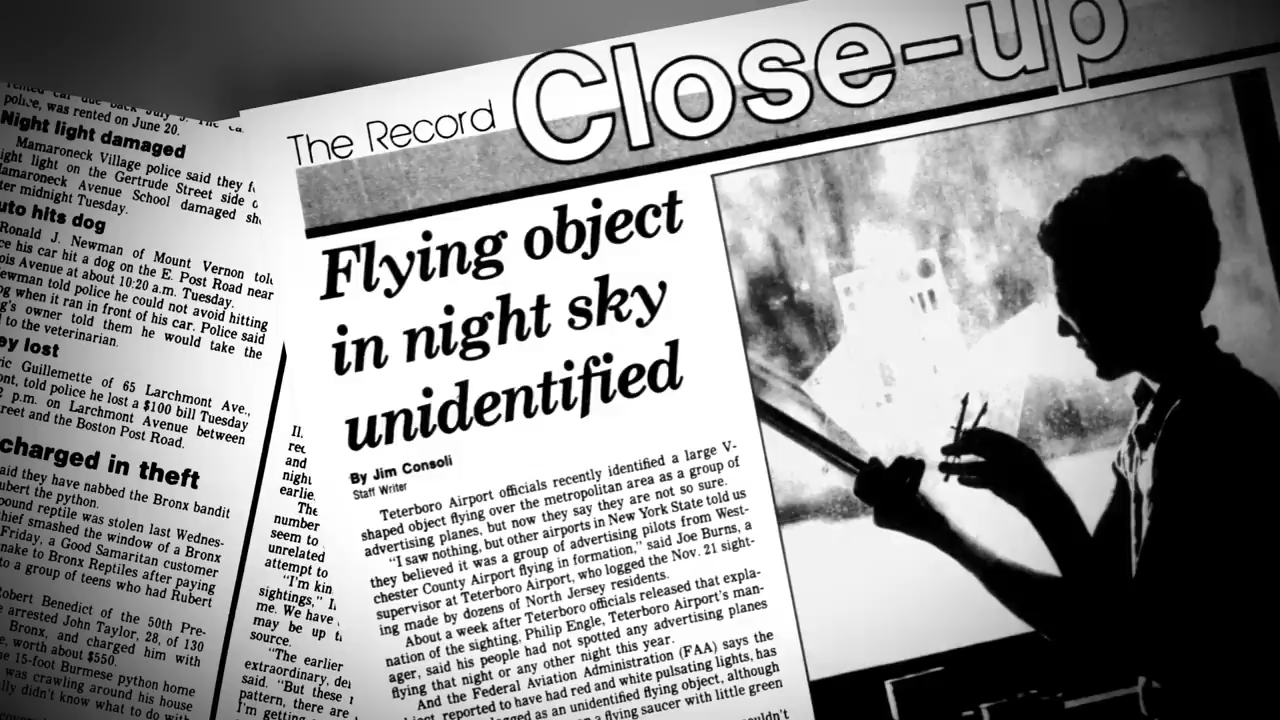 police, was rented on June 20.
Night light damaged
Mamaroneck Village police said they
light on the Gertrude Street side
Avenue School damaged
midnight Tuesday.
hits dog
Ronald J. Newman of Mount Vernon told
his car hit a dog on the E. Post Road near
Avenue at about 10:20 a.m. Tuesday.
told police he could not avoid hitting
when it ran in front of his car. Police said
owner told them he would take the
to the veterinarian.
lost
Guillemette of 65 Larchmont Ave.,
told police he lost a $100 bill Tuesday
p.m. on Larchmont Avenue between
and the Boston Post Road.
charged in theft
said they have nabbed the Bronx bandit
the python.
reptile was stolen last Wednes-
smashed the window of a Bronx
Friday, a Good Samaritan customer
to Bronx Reptiles after paying
to a group of teens who had Rubert
Robert Benedict of the 50th Pre-
arrested John Taylor, 28, of 130
Bronx, and charged him with
worth about $550.
15-foot Burmese python home
was crawling around his house
didn't know what to do with
and
earlie
The
number
seem to
unrelated
attempt to
"I'm kin
sightings,"
me. We have
may be up
source.
"The earlier
extraordinary,
said. "But these
pattern, there are
I'm getting
The Record
Close-up
Flying object
in night sky
unidentified
By Jim Consoli
Staff Writer
Teterboro Airport officials recently identified a large V-
shaped object flying over the metropolitan area as a group of
advertising planes, but now they say they are not so sure.
"I saw nothing, but other airports in New York State told us
they believed it was a group of advertising pilots from West-
chester County Airport flying in formation," said Joe Burns, a
supervisor at Teterboro Airport, who logged the Nov. 21 sight-
ing made by dozens of North Jersey residents.
About a week after Teterboro officials released that expla-
nation of the sighting, Philip Engle, Teterboro Airport's man-
ager, said his people had not spotted any advertising planes
flying that night or any other night this year.
And the Federal Aviation Administration (FAA) says the
reported to have had red and white pulsating lights, has
as an unidentified flying object, although
a flying saucer with little green